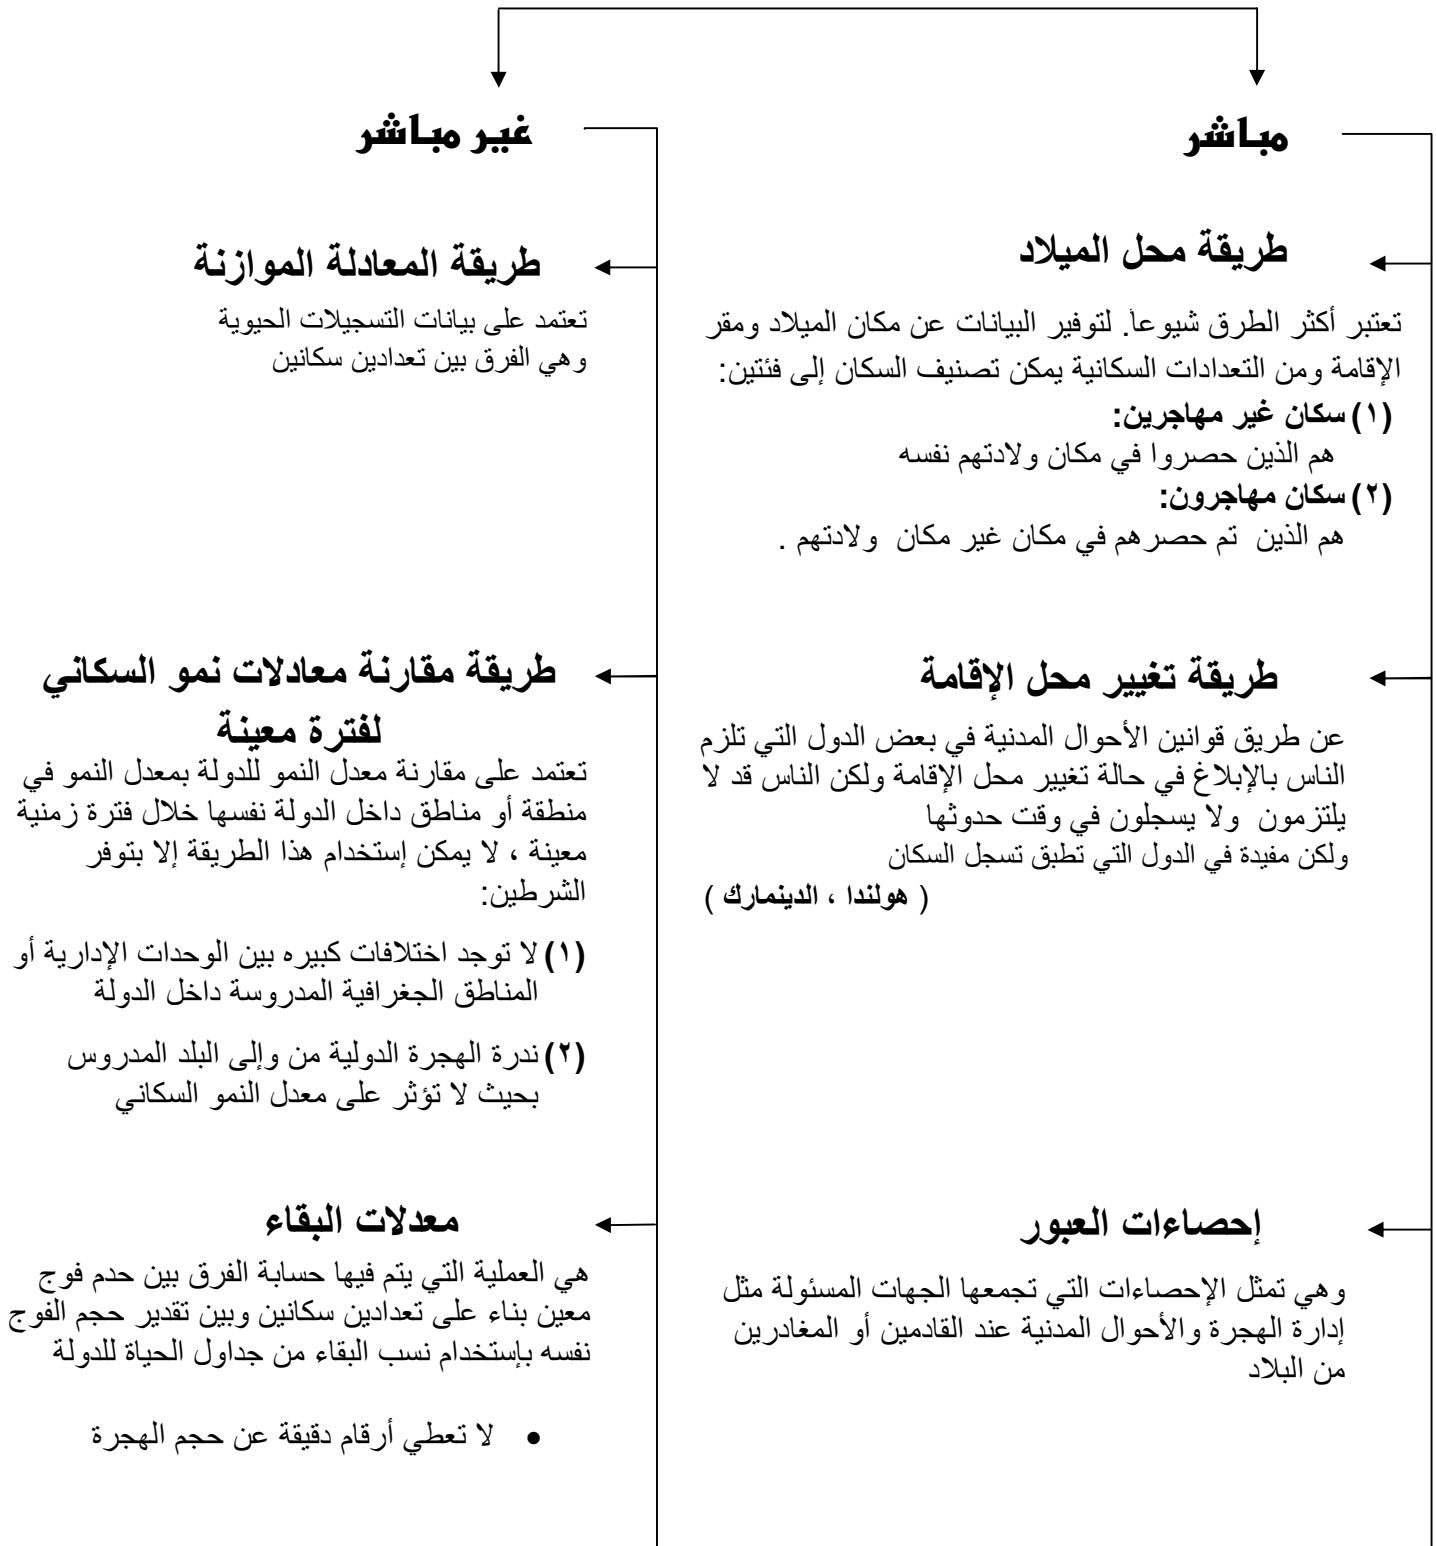 مباشر
طريقة محل الميلاد
تعتبر أكثر الطرق شيوعاً. لتوفير البيانات عن مكان الميلاد ومقر
الإقامة ومن التعدادات السكانية يمكن تصنيف السكان إلى فئتين:
(١) سكان غير مهاجرين:
هم الذين حصروا في مكان ولادتهم نفسه
(٢) سكان مهاجرون:
هم الذين تم حصرهم في مكان غير مكان ولادتهم .
طريقة تغيير محل الإقامة
عن طريق قوانين الأحوال المدنية في بعض الدول التي تلزم
الناس بالإبلاغ في حالة تغيير محل الإقامة ولكن الناس قد لا
يلتزمون ولا يسجلون في وقت حدوثها
ولكن مفيدة في الدول التي تطبق تسجل السكان
( هولندا ، الدينمارك )
إحصاءات العبور
وهي تمثل الإحصاءات التي تجمعها الجهات المسئولة مثل
إدارة الهجرة والأحوال المدنية عند القادمين أو المغادرين
من البلاد
غير مباشر
طريقة المعادلة الموازنة
تعتمد على بيانات التسجيلات الحيوية
وهي الفرق بين تعدادين سكانين
طريقة مقارنة معادلات نمو السكاني
لفترة معينة
تعتمد على مقارنة معدل النمو للدولة بمعدل النمو في
منطقة أو مناطق داخل الدولة نفسها خلال فترة زمنية
معينة ، لا يمكن إستخدام هذا الطريقة إلا بتوفر
الشرطين:
(١) لا توجد اختلافات كبيره بين الوحدات الإدارية أو
المناطق الجغرافية المدروسة داخل الدولة
(٢) ندرة الهجرة الدولية من وإلى البلد المدروس
بحيث لا تؤثر على معدل النمو السكاني
معدلات البقاء
هي العملية التي يتم فيها حسابة الفرق بين حدم فوج
معين بناء على تعدادين سكانين وبين تقدير حجم الفوج
نفسه بإستخدام نسب البقاء من جداول الحياة للدولة
• لا تعطي أرقام دقيقة عن حجم الهجرة